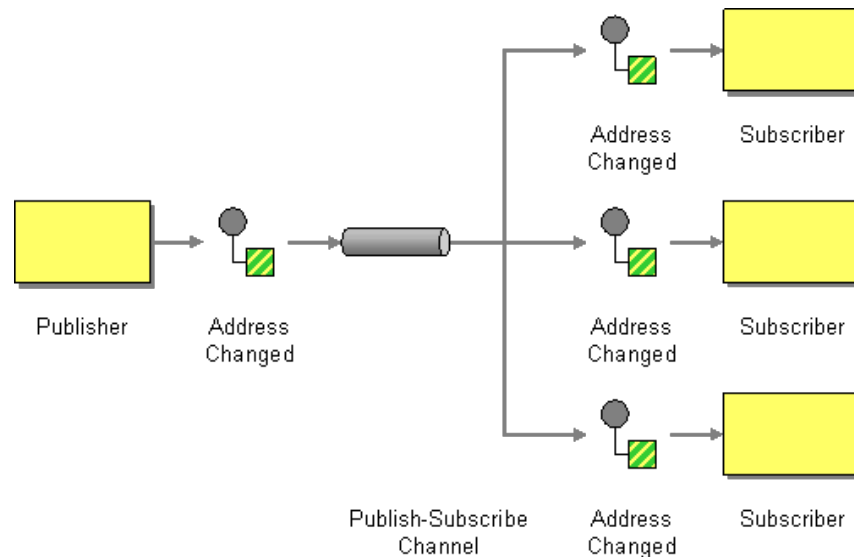 Address
Changed
Subscriber
Publisher
Address
Changed
Address
Changed
Subscriber
Publish-Subscribe
Channel
Address
Changed
Subscriber